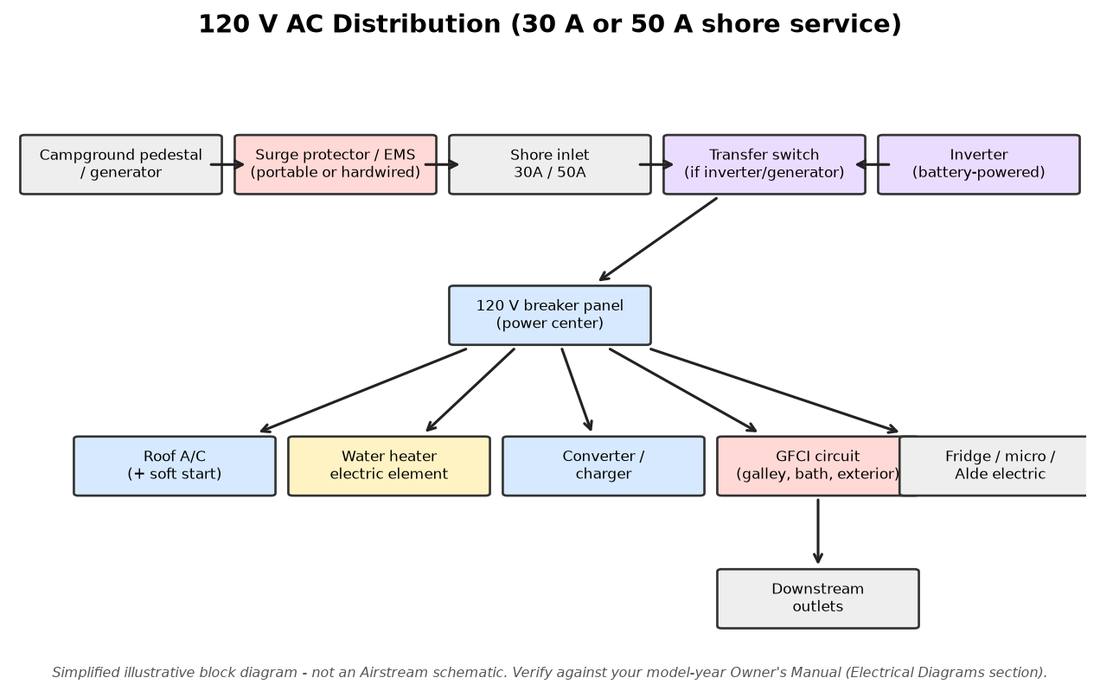 120 V AC Distribution (30 A or 50 A shore service)
Campground pedestal
/ generator
Surge protector / EMS
(portable or hardwired)
Shore inlet
30A / 50A
Transfer switch
(if inverter/generator)
Inverter
(battery-powered)
120 V breaker panel
(power center)
Roof A/C
(+ soft start)
Water heater
electric element
Converter /
charger
GFCI circuit
(galley, bath, exterior)
Fridge / micro /
Alde electric
Downstream
outlets
Simplified illustrative block diagram - not an Airstream schematic. Verify against your model-year Owner's Manual (Electrical Diagrams section).